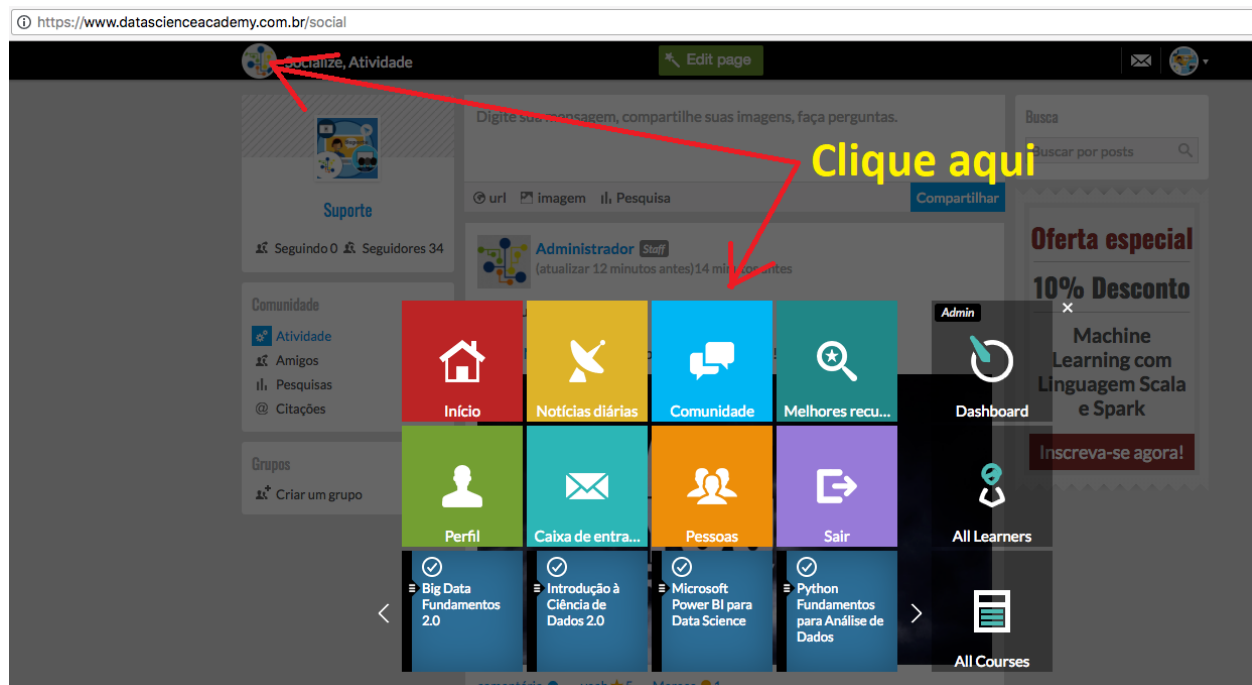 https://www.datascienceacademy.com.br/social
Socialize, Atividade
Edit page
Digite sua mensagem, compartilhe suas imagens, faça perguntas.
Busca
Buscar por posts
Clique aqui
url imagem Pesquisa
Compartilhar
Suporte
Seguindo 0 Seguidores 34
Administrador Staff
(atualizar 12 minutos antes)14 minutos antes
Oferta especial
10% Desconto
Machine
Learning com
Linguagem Scala
e Spark
Inscreva-se agora!
Comunidade
Atividade
Amigos
Pesquisas
@ Citações
Grupos
Criar um grupo
Início
Notícias diárias
Comunidade
Melhores recu...
Admin
Dashboard
Perfil
Caixa de entra...
Pessoas
Sair
All Learners
Big Data
Fundamentos
2.0
Introdução à
Ciência de
Dados 2.0
Microsoft
Power BI para
Data Science
Python
Fundamentos
para Análise de
Dados
All Courses